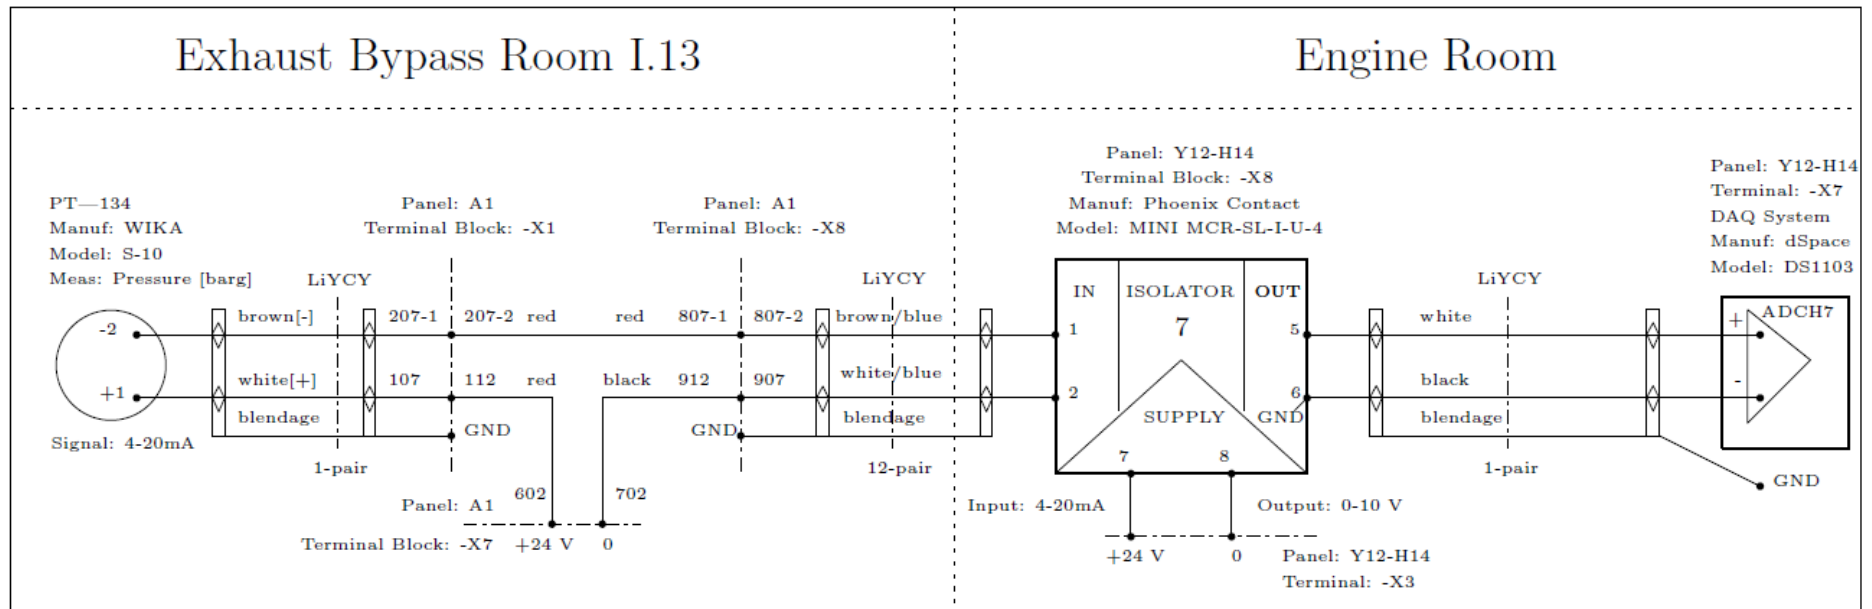 Exhaust Bypass Room I.13
Engine Room
PT—134
Manuf: WIKA
Model: S-10
Meas: Pressure [barg]
Panel: A1
Terminal Block: -X1
Panel: A1
Terminal Block: -X8
Panel: Y12-H14
Terminal Block: -X8
Manuf: Phoenix Contact
Model: MINI MCR-SL-I-U-4
Panel: Y12-H14
Terminal: -X7
DAQ System
Manuf: dSpace
Model: DS1103
LiYCY
LiYCY
LiYCY
-2
brown[-]
207-1
207-2
red
red
807-1
807-2
brown/blue
IN
ISOLATOR
OUT
1
7
5
white
+
ADCH7
+1
white[+]
107
112
red
black
912
907
white/blue
2
6
black
-
blendage
GND
GND
blendage
SUPPLY
GND
blendage
Signal: 4-20mA
1-pair
12-pair
7
8
1-pair
GND
602
702
Panel: A1
Terminal Block: -X7
+24 V
0
Input: 4-20mA
Output: 0-10 V
+24 V
0
Panel: Y12-H14
Terminal: -X3